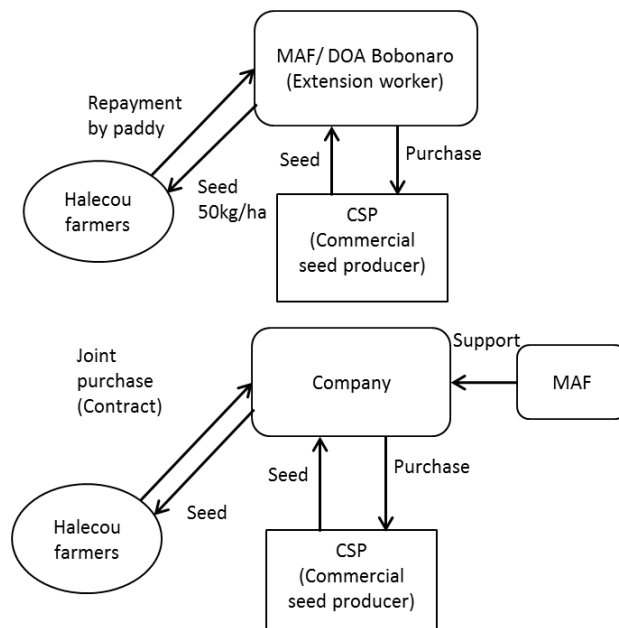 MAF/ DOA Bobonaro
(Extension worker)
Repayment
by paddy
Seed
Purchase
Halecou
farmers
Seed
50kg/ha
CSP
(Commercial
seed producer)
Support
Joint
purchase
(Contract)
Company
MAF
Seed
Purchase
Halecou
farmers
Seed
CSP
(Commercial
seed producer)